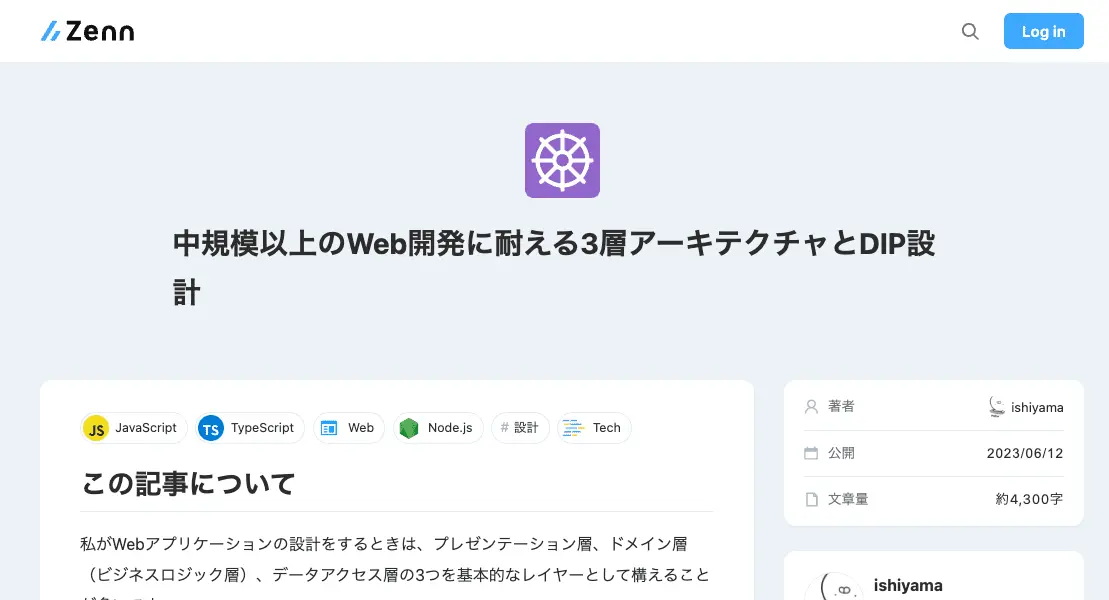 Zenn
Log in
中規模以上のWeb開発に耐える3層アーキテクチャとDIP設
計
JS JavaScript TS TypeScript Web Node.js # 設計 Tech
この記事について
私がWebアプリケーションの設計をするときは、プレゼンテーション層、ドメイン層
（ビジネスロジック層）、データアクセス層の3つを基本的なレイヤーとして構えること
著者 ishiyama
公開 2023/06/12
文章量 約4,300字
ishiyama